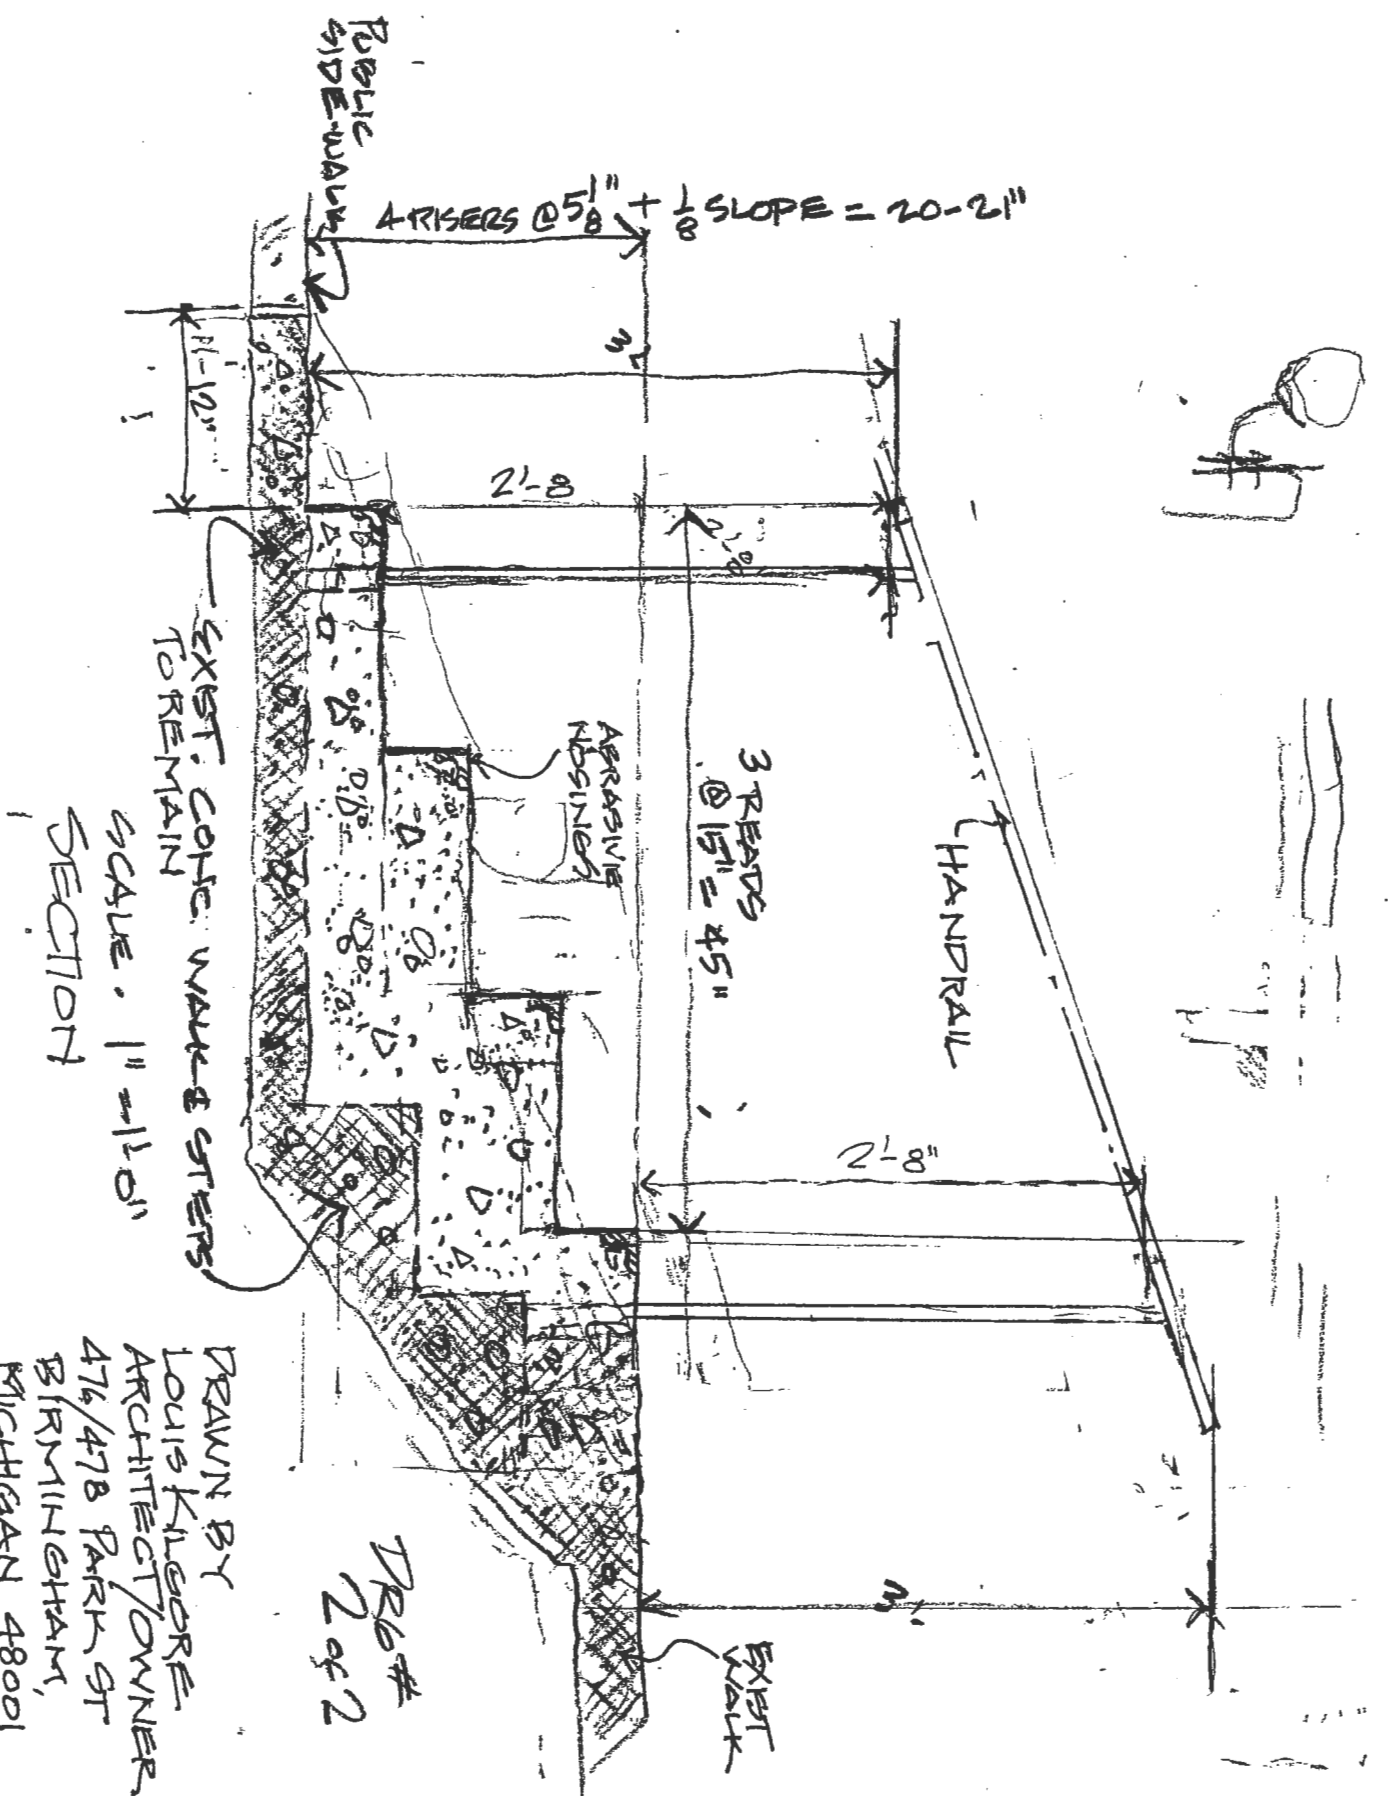 PUBLIC
SIDE-WALK
4 RISERS @ 5 1/8" + 1/8 SLOPE = 20-21"
3'
11-12"
2'-8
ABRASIVE
NOSINGS
3 TREADS
@ 15" = 45"
HANDRAIL
2'-8"
3'
EXIST
WALK
EXIST. CONC. WALK & STEPS
TO REMAIN
SCALE. 1" = 1'-0"
SECTION
DRG #
2 of 2
DRAWN BY
LOUIS KILGORE
ARCHITECT/OWNER
476/478 PARK ST
BIRMINGHAM,
MICHIGAN 48001